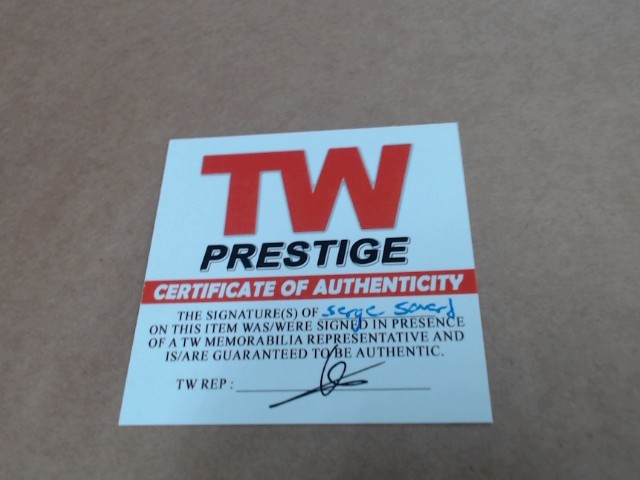 TW
PRESTIGE
CERTIFICATE OF AUTHENTICITY
THE SIGNATURE(S) OF serge Savard
ON THIS ITEM WAS/WERE SIGNED IN PRESENCE
OF A TW MEMORABILIA REPRESENTATIVE AND
IS/ARE GUARANTEED TO BE AUTHENTIC.
TW REP :